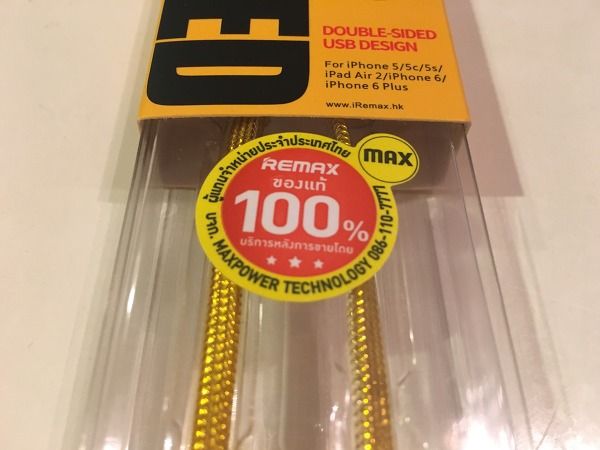 DOUBLE-SIDED
USB DESIGN
For iPhone 5/5c/5s/
iPad Air 2/iPhone 6/
iPhone 6 Plus
www.iRemax.hk
ผู้แทนจำหน่ายประจำประเทศไทย
MAX
REMAX
ของแท้
100%
บริการหลังการขายโดย
บจก. MAXPOWER TECHNOLOGY 086-110-7771